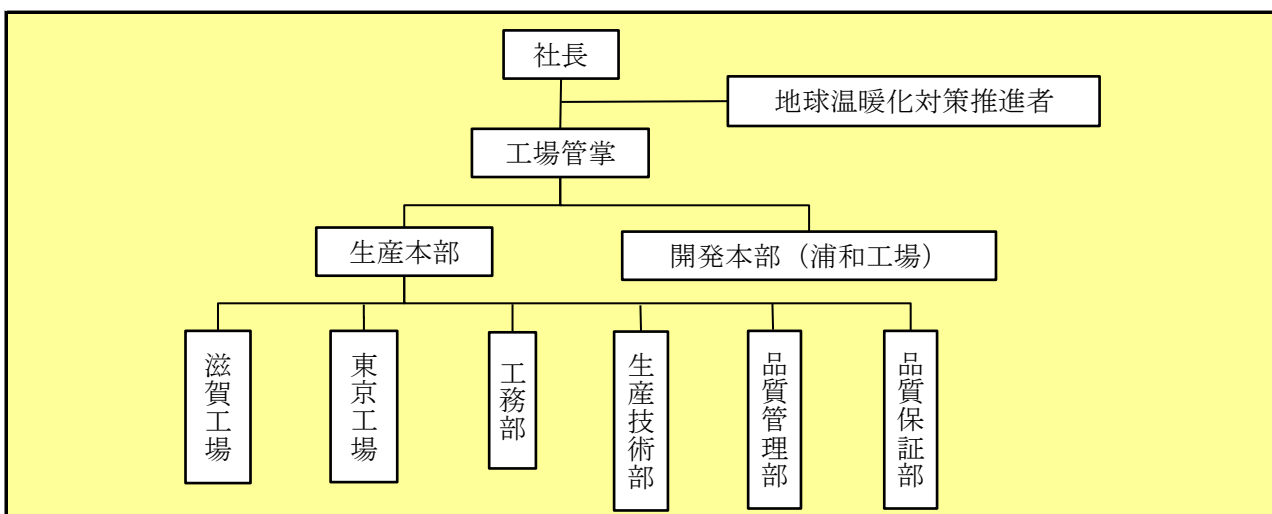 社長
地球温暖化対策推進者
工場管掌
生産本部
開発本部（浦和工場）
滋賀工場
東京工場
工務部
生産技術部
品質管理部
品質保証部